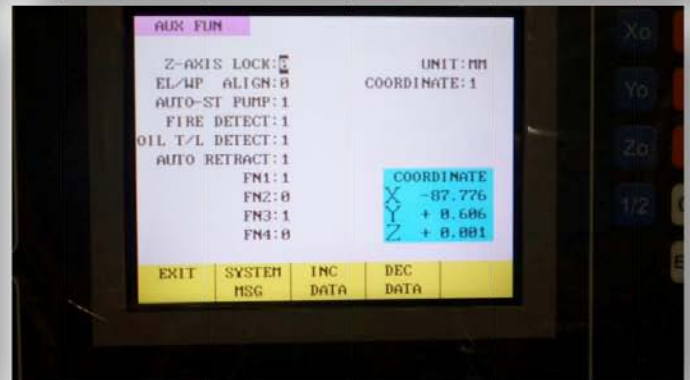 AUX FUN
Z-AXIS LOCK:0
UNIT:MM
EL/WP ALIGN:0
COORDINATE:1
AUTO-ST PUMP:1
FIRE DETECT:1
OIL T/L DETECT:1
AUTO RETRACT:1
FN1:1
FN2:0
FN3:1
FN4:0
COORDINATE
X -87.776
Y + 0.606
Z + 0.001
EXIT
SYSTEM MSG
INC DATA
DEC DATA
Xo
Yo
Zo
1/2